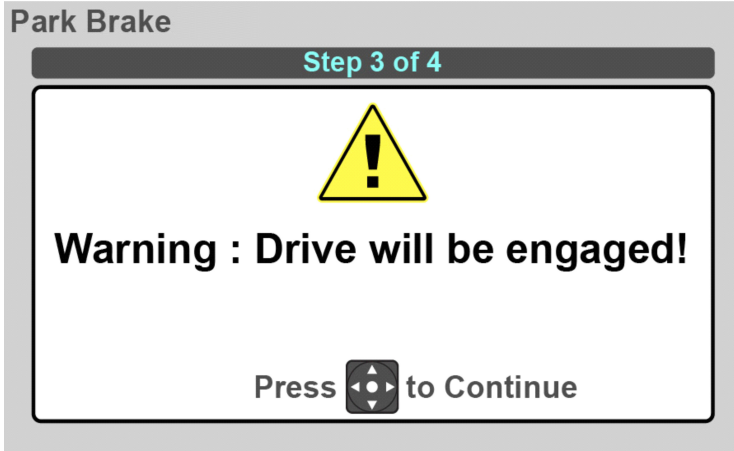 Park Brake
Step 3 of 4
!
Warning : Drive will be engaged!
Press to Continue